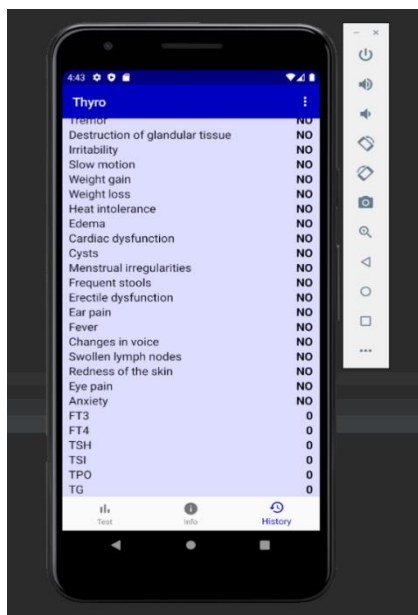 4:43
Thyro
Tremor NO
Destruction of glandular tissue NO
Irritability NO
Slow motion NO
Weight gain NO
Weight loss NO
Heat intolerance NO
Edema NO
Cardiac dysfunction NO
Cysts NO
Menstrual irregularities NO
Frequent stools NO
Erectile dysfunction NO
Ear pain NO
Fever NO
Changes in voice NO
Swollen lymph nodes NO
Redness of the skin NO
Eye pain NO
Anxiety NO
FT3 0
FT4 0
TSH 0
TSI 0
TPO 0
TG 0
Test Info History